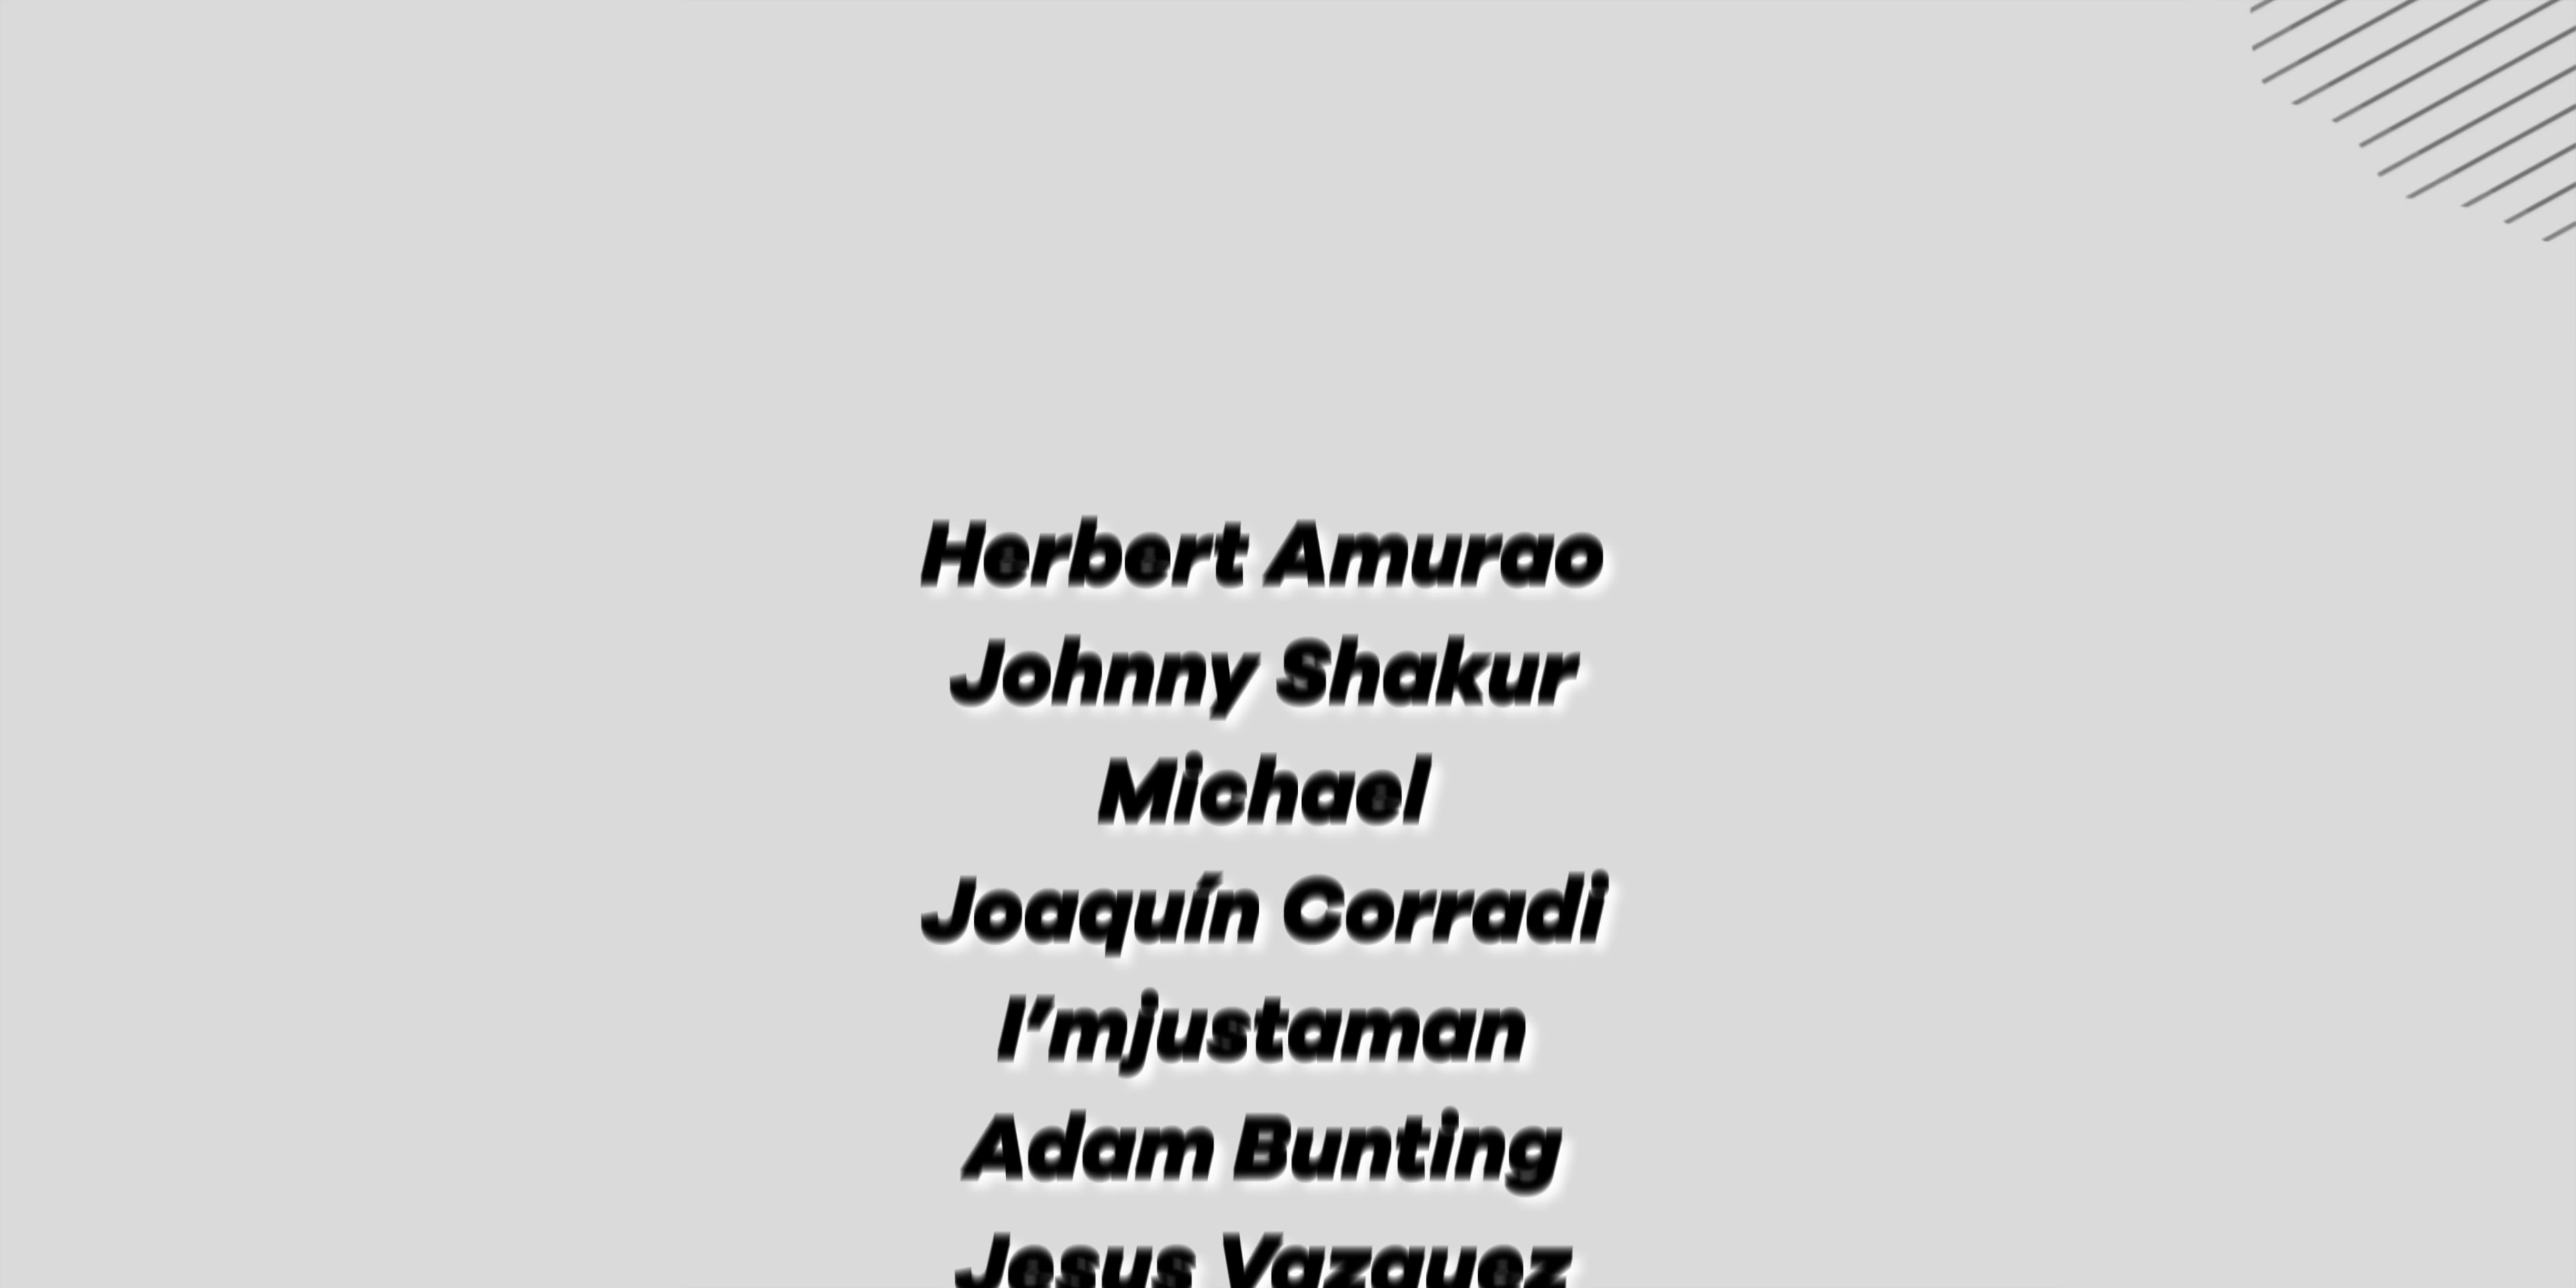 Herbert Amurao
Johnny Shakur
Michael
Joaquín Corradi
I’mjustaman
Adam Bunting
Jesus Vazquez